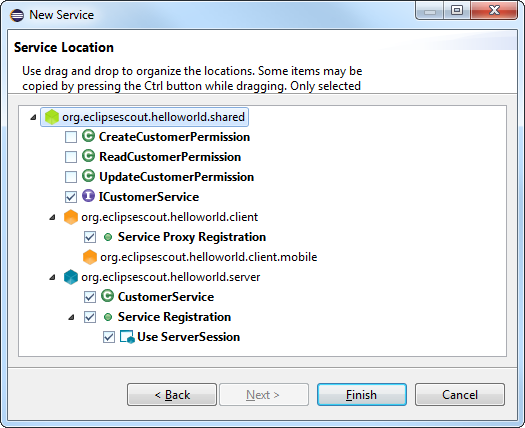 New Service
Service Location
Use drag and drop to organize the locations. Some items may be
copied by pressing the Ctrl button while dragging. Only selected
org.eclipsescout.helloworld.shared
CreateCustomerPermission
ReadCustomerPermission
UpdateCustomerPermission
ICustomerService
org.eclipsescout.helloworld.client
Service Proxy Registration
org.eclipsescout.helloworld.client.mobile
org.eclipsescout.helloworld.server
CustomerService
Service Registration
Use ServerSession
< Back Next > Finish Cancel